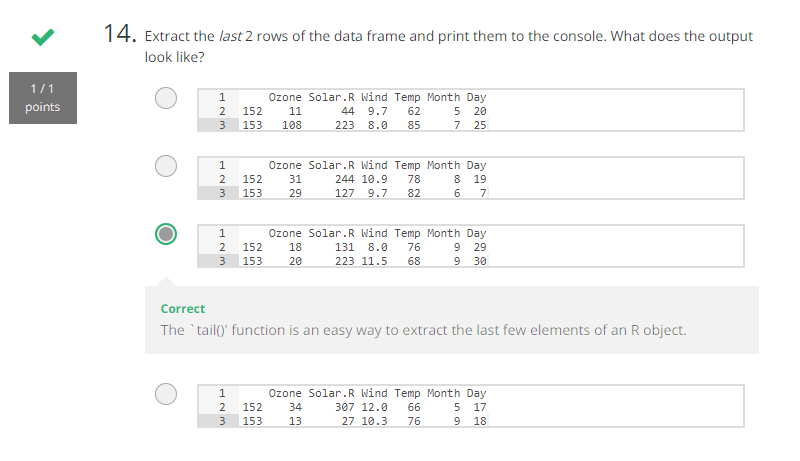 14. Extract the last 2 rows of the data frame and print them to the console. What does the output
look like?
1/1
points
1 Ozone Solar.R Wind Temp Month Day
2 152 11 44 9.7 62 5 20
3 153 108 223 8.0 85 7 25
1 Ozone Solar.R Wind Temp Month Day
2 152 31 244 10.9 78 8 19
3 153 29 127 9.7 82 6 7
1 Ozone Solar.R Wind Temp Month Day
2 152 18 131 8.0 76 9 29
3 153 20 223 11.5 68 9 30
Correct
The `tail()' function is an easy way to extract the last few elements of an R object.
1 Ozone Solar.R Wind Temp Month Day
2 152 34 307 12.0 66 5 17
3 153 13 27 10.3 76 9 18